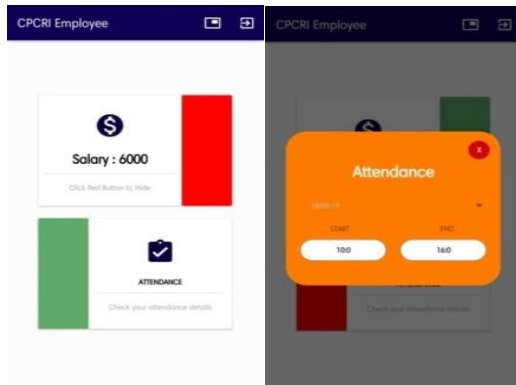 CPCRI Employee
Salary : 6000
Click Red Button to Hide
ATTENDANCE
Check your attendance details
CPCRI Employee
X
Attendance
START
END
10:0
16:0
Check your attendance details